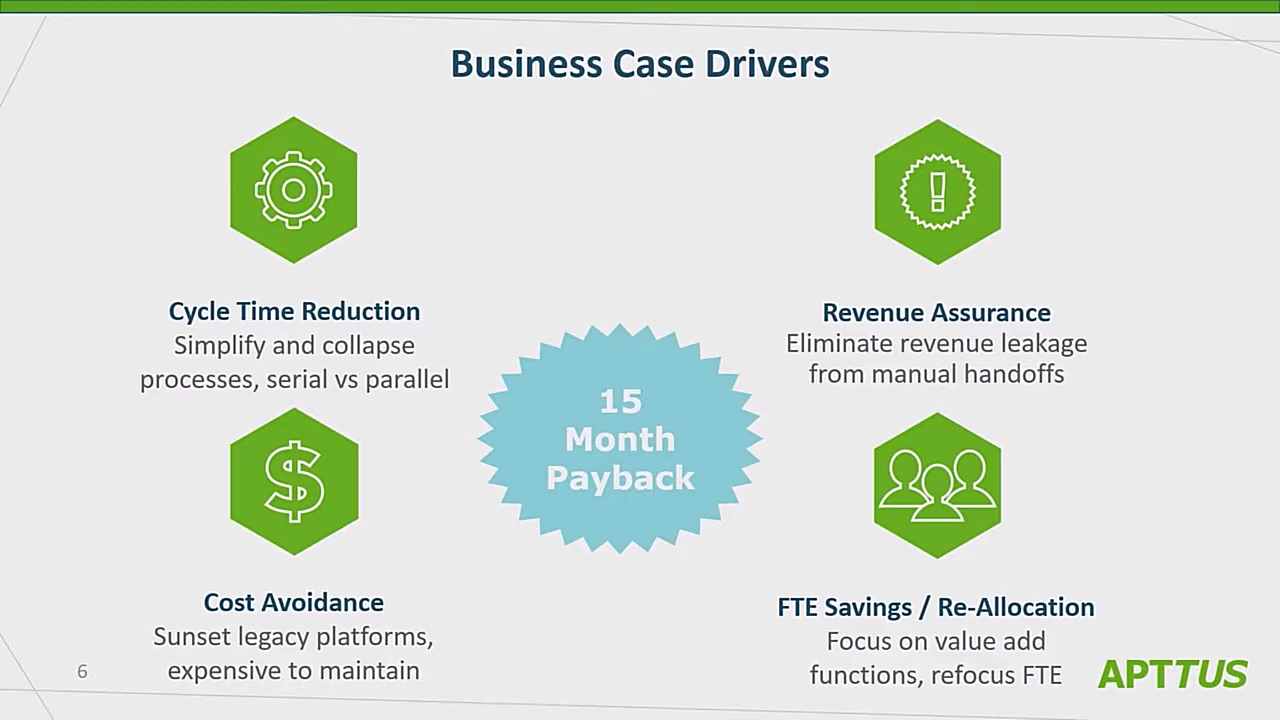 Business Case Drivers
Cycle Time Reduction
Simplify and collapse
processes, serial vs parallel
Revenue Assurance
Eliminate revenue leakage
from manual handoffs
15
Month
Payback
Cost Avoidance
Sunset legacy platforms,
expensive to maintain
FTE Savings / Re-Allocation
Focus on value add
functions, refocus FTE
6
APTTUS